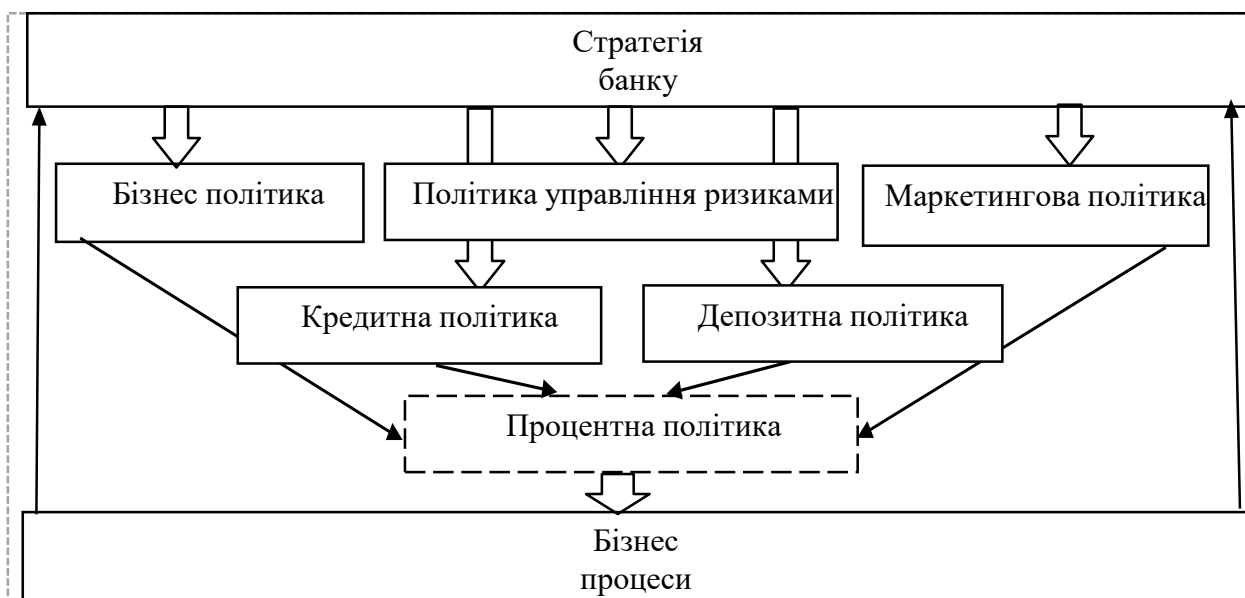 Стратегія
банку
Бізнес політика
Політика управління ризиками
Маркетингова політика
Кредитна політика
Депозитна політика
Процентна політика
Бізнес
процеси